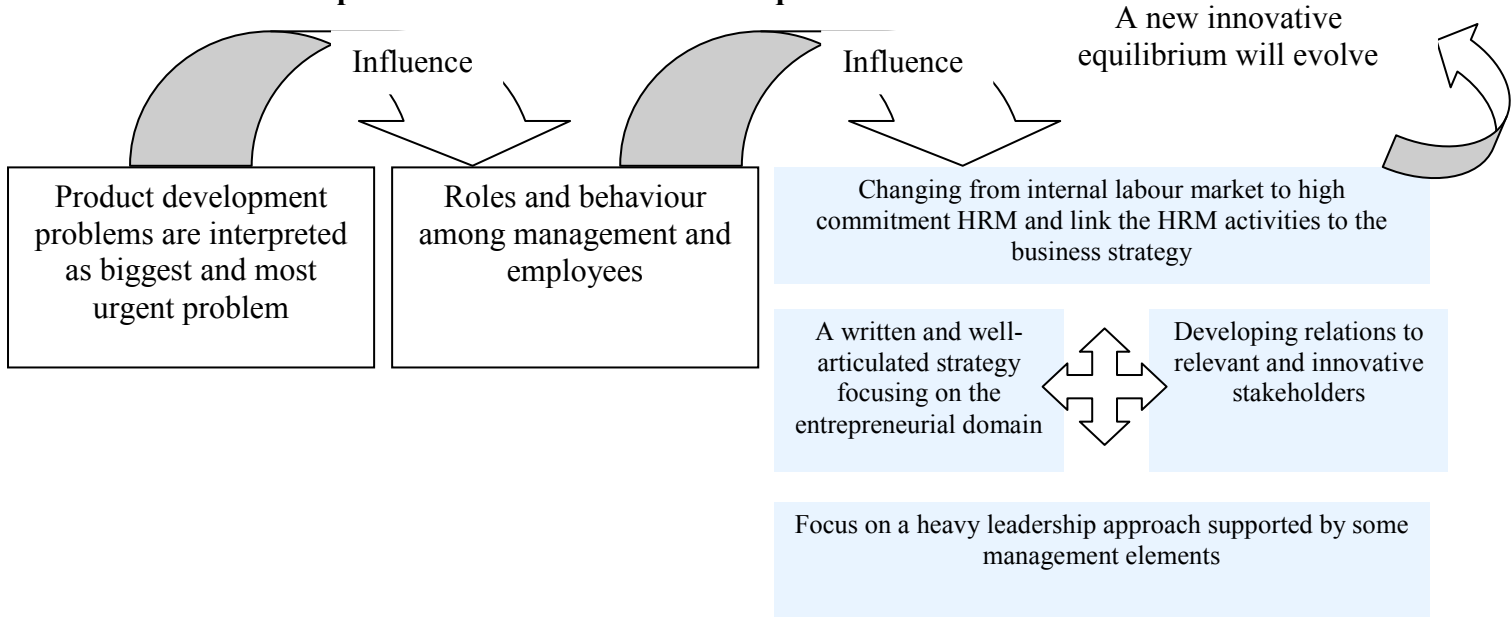 Influence
Influence
A new innovative
equilibrium will evolve
Product development
problems are interpreted
as biggest and most
urgent problem
Roles and behaviour
among management and
employees
Changing from internal labour market to high
commitment HRM and link the HRM activities to the
business strategy
A written and well-
articulated strategy
focusing on the
entrepreneurial domain
Developing relations to
relevant and innovative
stakeholders
Focus on a heavy leadership approach supported by some
management elements